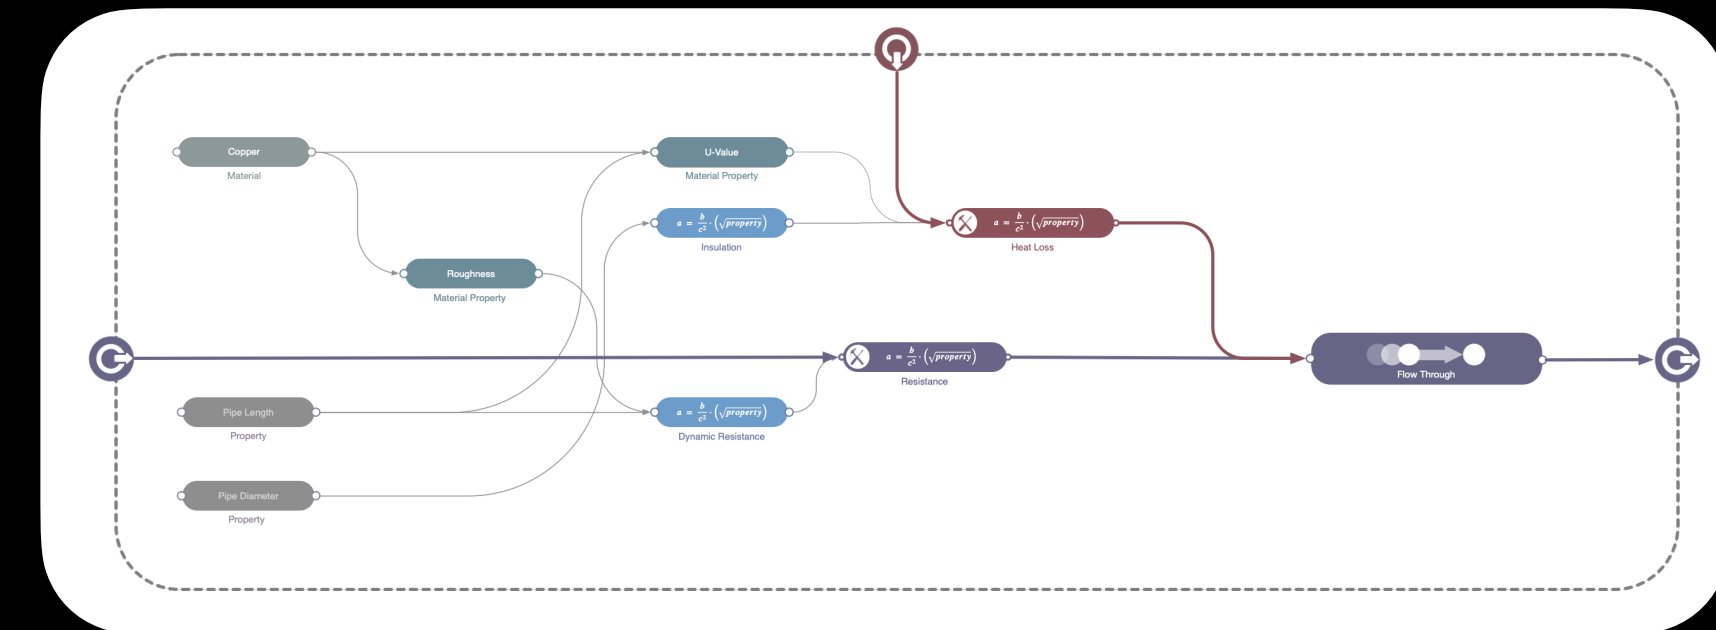 Copper
Material
U-Value
Material Property
a = b/c² · (√property)
Insulation
a = b/c² · (√property)
Heat Loss
Roughness
Material Property
a = b/c² · (√property)
Resistance
Flow Through
Pipe Length
Property
a = b/c² · (√property)
Dynamic Resistance
Pipe Diameter
Property